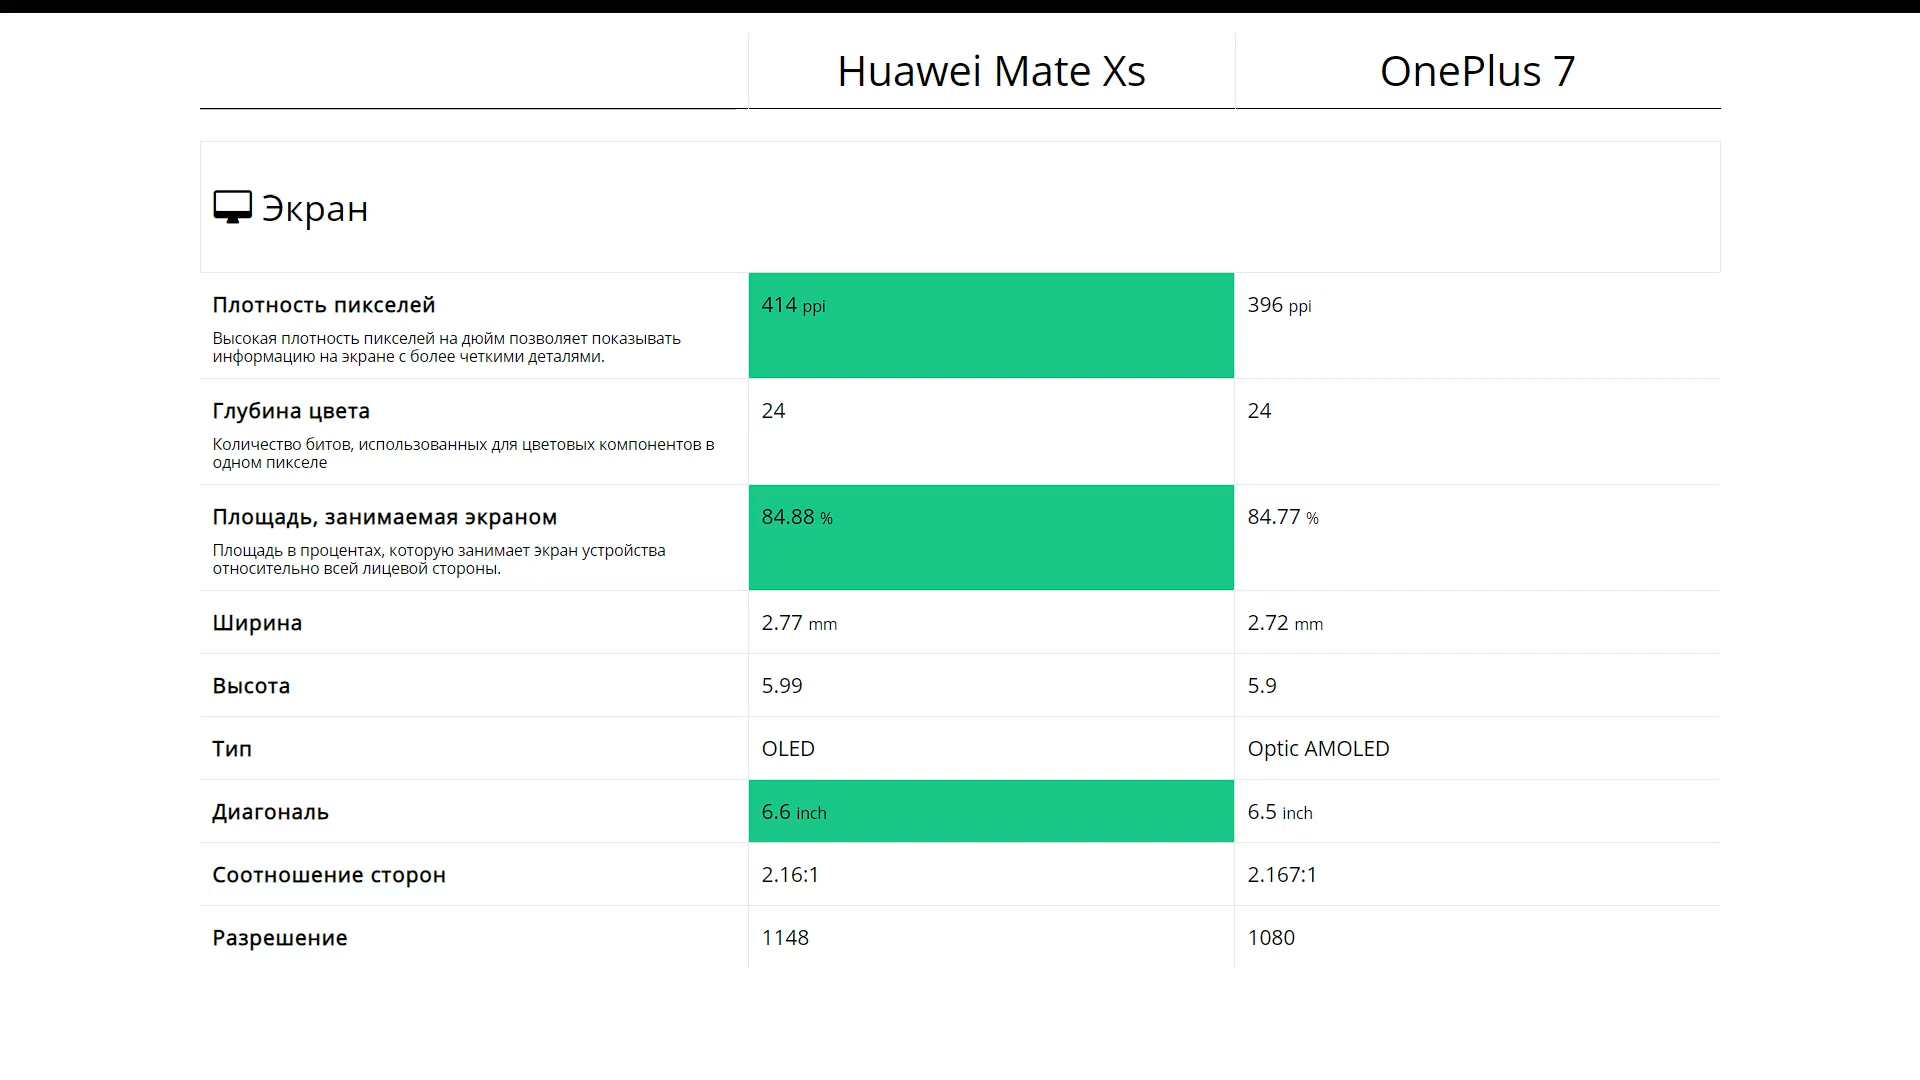 Huawei Mate Xs OnePlus 7
Экран
Плотность пикселей 414 ppi 396 ppi
Высокая плотность пикселей на дюйм позволяет показывать
информацию на экране с более четкими деталями.
Глубина цвета 24 24
Количество битов, использованных для цветовых компонентов в
одном пикселе
Площадь, занимаемая экраном 84.88 % 84.77 %
Площадь в процентах, которую занимает экран устройства
относительно всей лицевой стороны.
Ширина 2.77 mm 2.72 mm
Высота 5.99 5.9
Тип OLED Optic AMOLED
Диагональ 6.6 inch 6.5 inch
Соотношение сторон 2.16:1 2.167:1
Разрешение 1148 1080